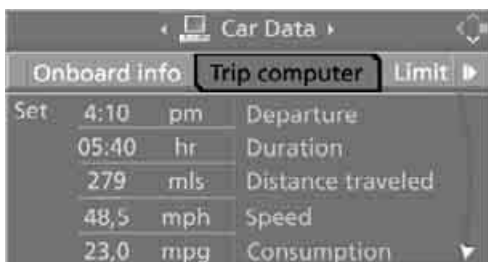 Car Data
Onboard info Trip computer Limit
Set 4:10 pm Departure
05:40 hr Duration
279 mls Distance traveled
48,5 mph Speed
23,0 mpg Consumption